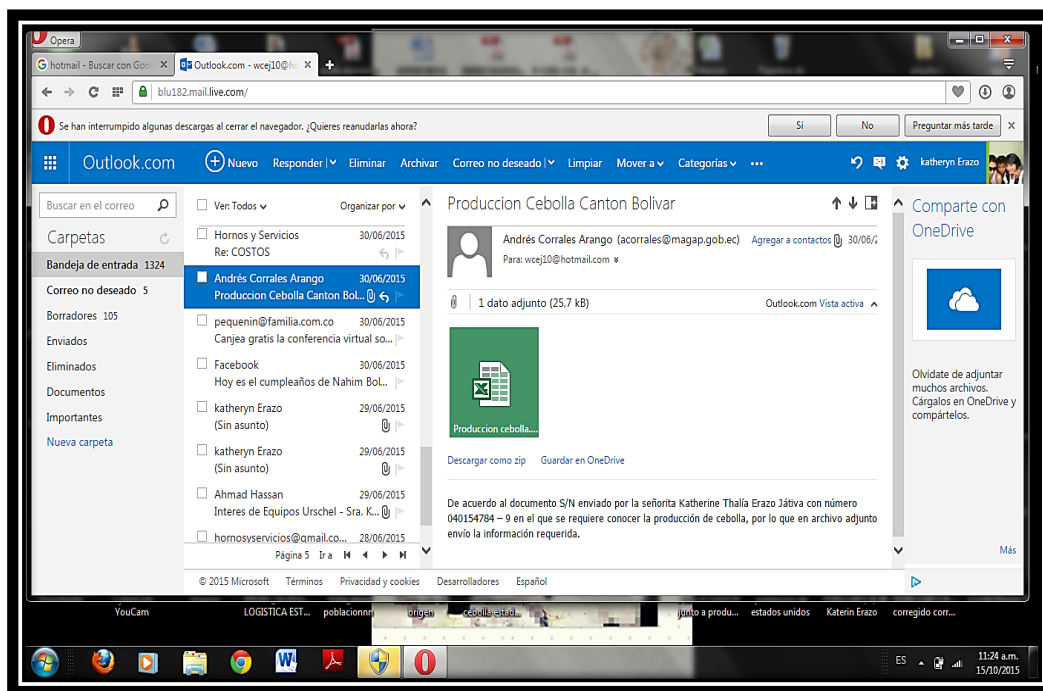 Opera
hotmail - Buscar con Goo
Outlook.com - wcej10@ho
blu182.mail.live.com/
Se han interrumpido algunas descargas al cerrar el navegador. ¿Quieres reanudarlas ahora?
Sí
No
Preguntar más tarde
Outlook.com
Nuevo
Responder
Eliminar
Archivar
Correo no deseado
Limpiar
Mover a
Categorías
katheryn Erazo
Buscar en el correo
Carpetas
Bandeja de entrada 1324
Correo no deseado 5
Borradores 105
Enviados
Eliminados
Documentos
Importantes
Nueva carpeta
Ver: Todos
Organizar por
Hornos y Servicios 30/06/2015
Re: COSTOS
Andrés Corrales Arango 30/06/2015
Produccion Cebolla Canton Bol...
pequenin@familia.com.co 30/06/2015
Canjea gratis la conferencia virtual so...
Facebook 30/06/2015
Hoy es el cumpleaños de Nahim Bol...
katheryn Erazo 29/06/2015
(Sin asunto)
katheryn Erazo 29/06/2015
(Sin asunto)
Ahmad Hassan 29/06/2015
Interes de Equipos Urschel - Sra. K...
hornosyservicios@gmail.co... 28/06/2015
Página 5 Ir a
Produccion Cebolla Canton Bolivar
Andrés Corrales Arango (acorrales@magap.gob.ec) Agregar a contactos 30/06/2
Para: wcej10@hotmail.com
1 dato adjunto (25,7 kB)
Outlook.com Vista activa
Produccion cebolla....
Descargar como zip
Guardar en OneDrive
De acuerdo al documento S/N enviado por la señorita Katherine Thalía Erazo Játiva con número
040154784 – 9 en el que se requiere conocer la producción de cebolla, por lo que en archivo adjunto
envío la información requerida.
Comparte con
OneDrive
Olvídate de adjuntar
muchos archivos.
Cárgalos en OneDrive y
compártelos.
Más
© 2015 Microsoft
Términos
Privacidad y cookies
Desarrolladores
Español
YouCam
LOGISTICA EST...
poblacionnn
origen
cebolla estad...
junto a produ...
estados unidos
Katerin Erazo
corregido corr...
ES
11:24 a.m.
15/10/2015